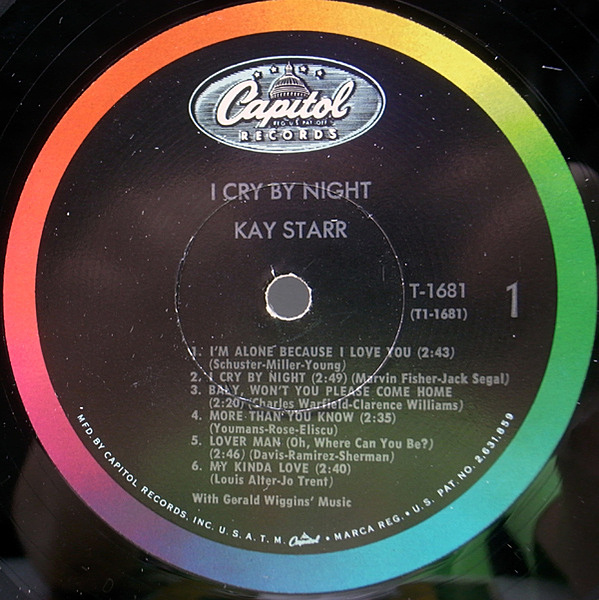 Capitol
REG. U.S. PAT. OFF.
RECORDS
I CRY BY NIGHT
KAY STARR
T-1681
(T1-1681)
1
1. I'M ALONE BECAUSE I LOVE YOU (2:43)
(Schuster-Miller-Young)
2. I CRY BY NIGHT (2:49) (Marvin Fisher-Jack Segal)
3. BABY, WON'T YOU PLEASE COME HOME
(2:20) (Charles Warfield-Clarence Williams)
4. MORE THAN YOU KNOW (2:35)
(Youmans-Rose-Eliscu)
5. LOVER MAN (Oh, Where Can You Be?)
(2:46) (Davis-Ramirez-Sherman)
6. MY KINDA LOVE (2:40)
(Louis Alter-Jo Trent)
With Gerald Wiggins' Music
• MFD. BY CAPITOL RECORDS, INC. U. S. A. T. M. Capitol • MARCA REG. • U. S. PAT. NO. 2,631,859